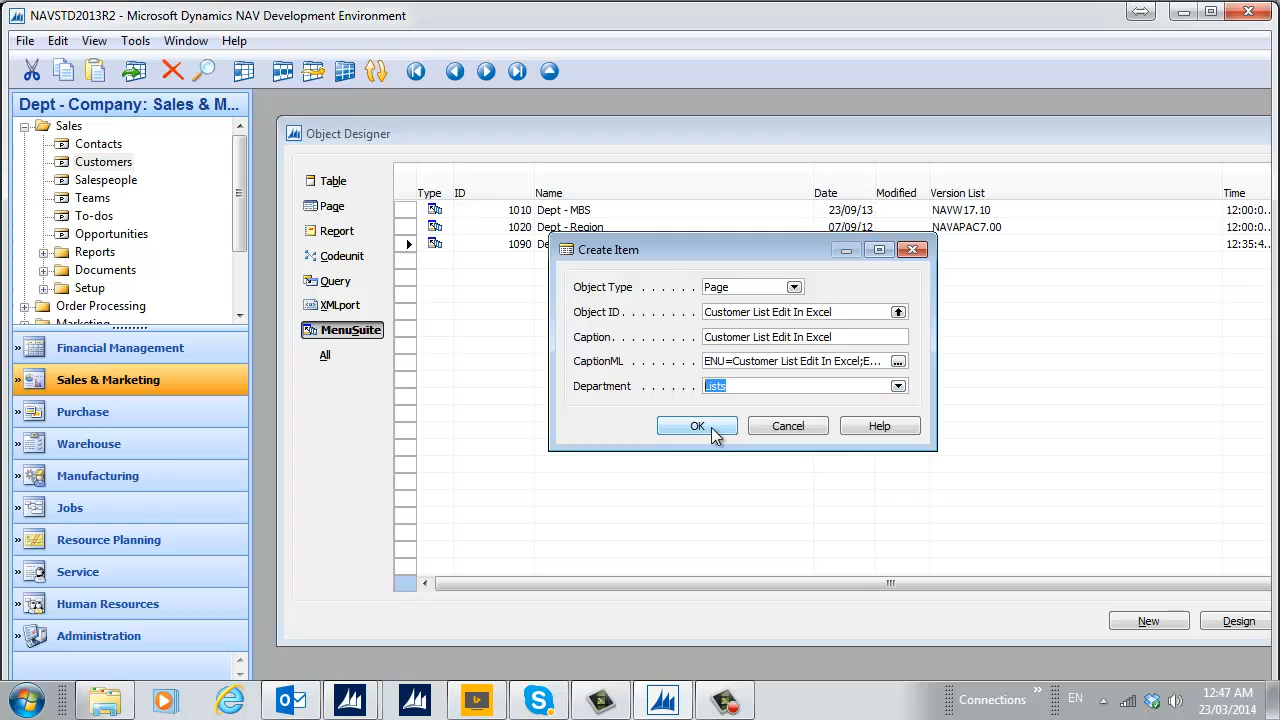 NAVSTD2013R2 - Microsoft Dynamics NAV Development Environment
File Edit View Tools Window Help
Dept - Company: Sales & M...
Sales
Contacts
Customers
Salespeople
Teams
To-dos
Opportunities
Reports
Documents
Setup
Order Processing
Financial Management
Sales & Marketing
Purchase
Warehouse
Manufacturing
Jobs
Resource Planning
Service
Human Resources
Administration
Object Designer
Table
Page
Report
Codeunit
Query
XMLport
MenuSuite
All
Type ID Name Date Modified Version List Time
1010 Dept - MBS 23/09/13 NAVW17.10 12:00:0...
1020 Dept - Region 07/09/12 NAVAPAC7.00 12:00:0...
1090 12:35:4...
Create Item
Object Type Page
Object ID Customer List Edit In Excel
Caption Customer List Edit In Excel
CaptionML ENU=Customer List Edit In Excel;E...
Department Lists
OK Cancel Help
New Design
Connections » EN
12:47 AM
23/03/2014